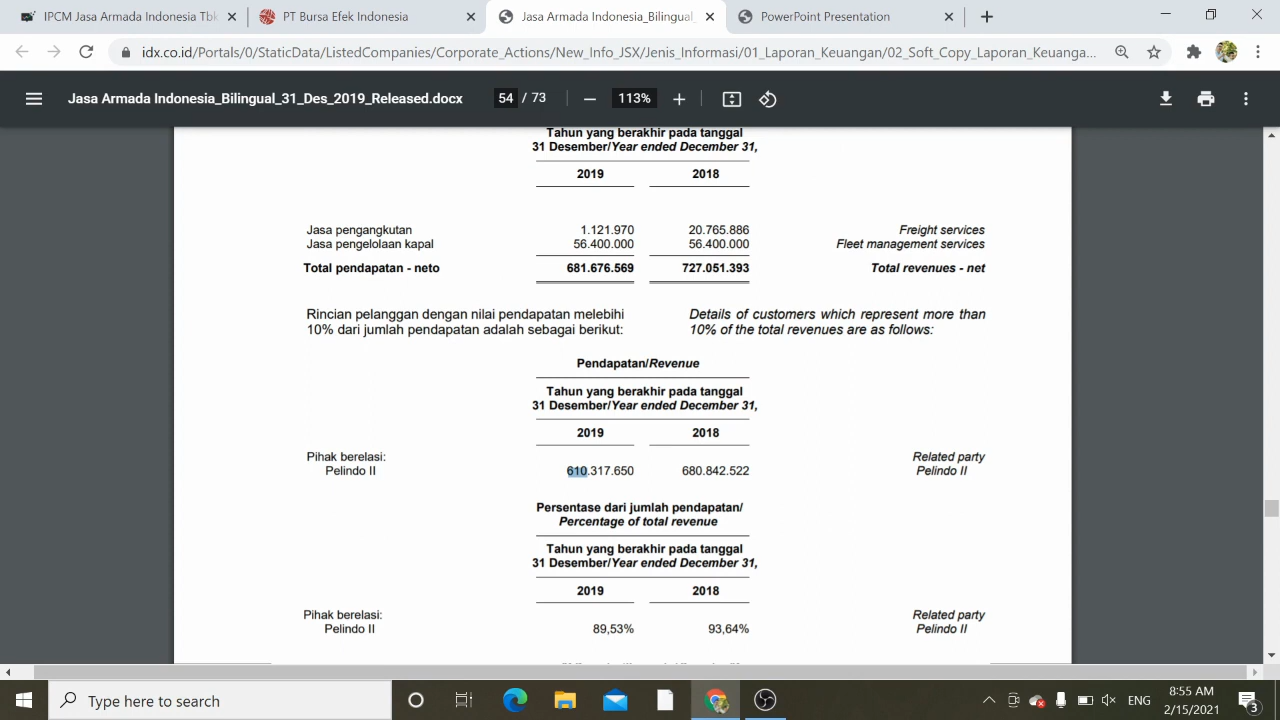 IPCM Jasa Armada Indonesia Tbk
PT Bursa Efek Indonesia
Jasa Armada Indonesia_Bilingual_
PowerPoint Presentation
idx.co.id/Portals/0/StaticData/ListedCompanies/Corporate_Actions/New_Info_JSX/Jenis_Informasi/01_Laporan_Keuangan/02_Soft_Copy_Laporan_Keuanga...
Jasa Armada Indonesia_Bilingual_31_Des_2019_Released.docx 54 / 73 113%
Tahun yang berakhir pada tanggal
31 Desember/Year ended December 31,
2019 2018
Jasa pengangkutan 1.121.970 20.765.886 Freight services
Jasa pengelolaan kapal 56.400.000 56.400.000 Fleet management services
Total pendapatan - neto 681.676.569 727.051.393 Total revenues - net
Rincian pelanggan dengan nilai pendapatan melebihi
10% dari jumlah pendapatan adalah sebagai berikut:
Details of customers which represent more than
10% of the total revenues are as follows:
Pendapatan/Revenue
Tahun yang berakhir pada tanggal
31 Desember/Year ended December 31,
2019 2018
Pihak berelasi: Related party
Pelindo II 610.317.650 680.842.522 Pelindo II
Persentase dari jumlah pendapatan/
Percentage of total revenue
Tahun yang berakhir pada tanggal
31 Desember/Year ended December 31,
2019 2018
Pihak berelasi: Related party
Pelindo II 89,53% 93,64% Pelindo II
Type here to search
ENG
8:55 AM
2/15/2021
3